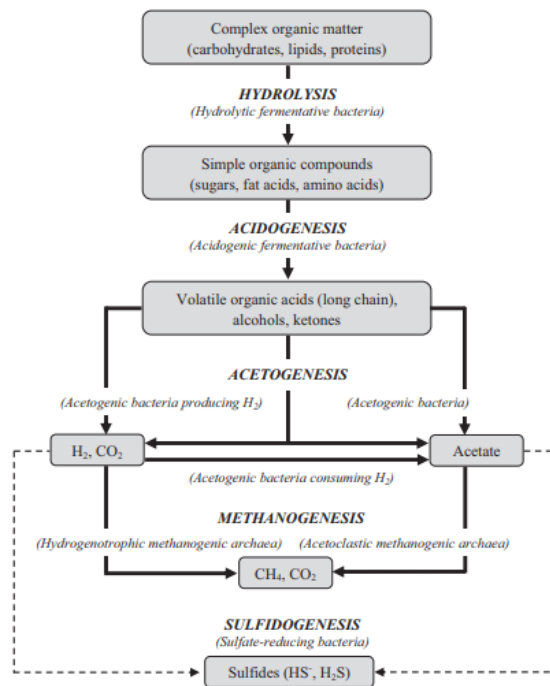 Complex organic matter
(carbohydrates, lipids, proteins)
HYDROLYSIS
(Hydrolytic fermentative bacteria)
Simple organic compounds
(sugars, fat acids, amino acids)
ACIDOGENESIS
(Acidogenic fermentative bacteria)
Volatile organic acids (long chain),
alcohols, ketones
ACETOGENESIS
(Acetogenic bacteria producing H₂)
(Acetogenic bacteria)
H₂, CO₂
Acetate
(Acetogenic bacteria consuming H₂)
METHANOGENESIS
(Hydrogenotrophic methanogenic archaea)
(Acetoclastic methanogenic archaea)
CH₄, CO₂
SULFIDOGENESIS
(Sulfate-reducing bacteria)
Sulfides (HS⁻, H₂S)